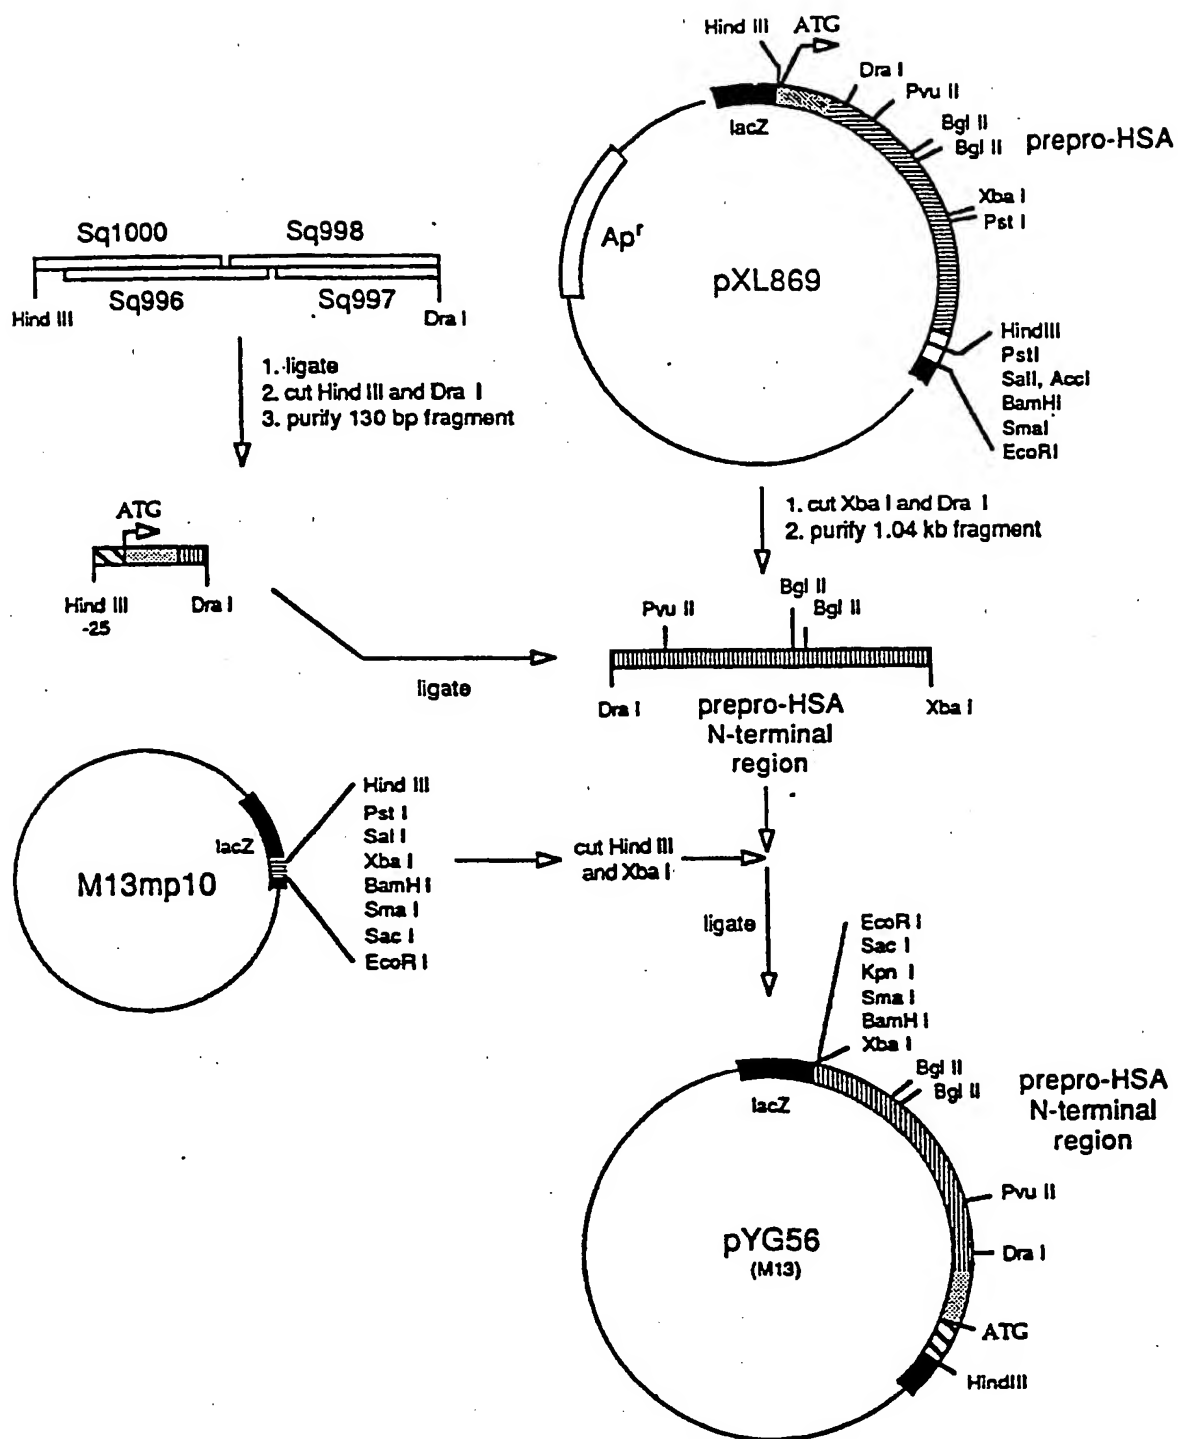 Hind III
ATG
Dra I
Pvu II
Bgl II
Bgl II
prepro-HSA
Xba I
Pst I
lacZ
Ap^r
pXL869
HindIII
PstI
SalI, AccI
BamHI
SmaI
EcoRI
Sq1000
Sq998
Sq996
Sq997
Hind III
Dra I
1. ligate
2. cut Hind III and Dra I
3. purify 130 bp fragment
1. cut Xba I and Dra I
2. purify 1.04 kb fragment
ATG
Hind III
-25
Dra I
ligate
Pvu II
Bgl II
Bgl II
Dra I
Xba I
prepro-HSA
N-terminal
region
M13mp10
lacZ
Hind III
Pst I
Sal I
Xba I
BamH I
Sma I
Sac I
EcoR I
cut Hind III
and Xba I
ligate
EcoR I
Sac I
Kpn I
Sma I
BamH I
Xba I
Bgl II
Bgl II
prepro-HSA
N-terminal
region
lacZ
Pvu II
Dra I
pYG56
(M13)
ATG
HindIII